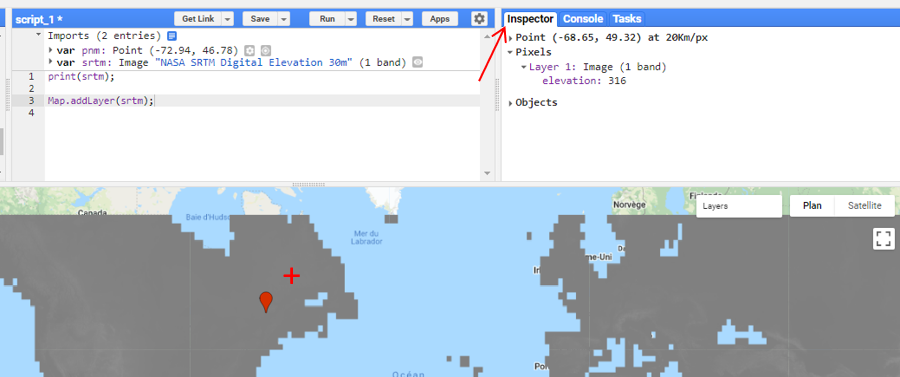 script_1 *
Get Link
Save
Run
Reset
Apps
Imports (2 entries)
var pnm: Point (-72.94, 46.78)
var srtm: Image "NASA SRTM Digital Elevation 30m" (1 band)
1 print(srtm);
2
3 Map.addLayer(srtm);
4
Inspector Console Tasks
Point (-68.65, 49.32) at 20Km/px
Pixels
Layer 1: Image (1 band)
elevation: 316
Objects
Canada
Baie d'Huds
Mer du
Labrador
Norvège
Layers
Plan
Satellite
me-Uni
Océan